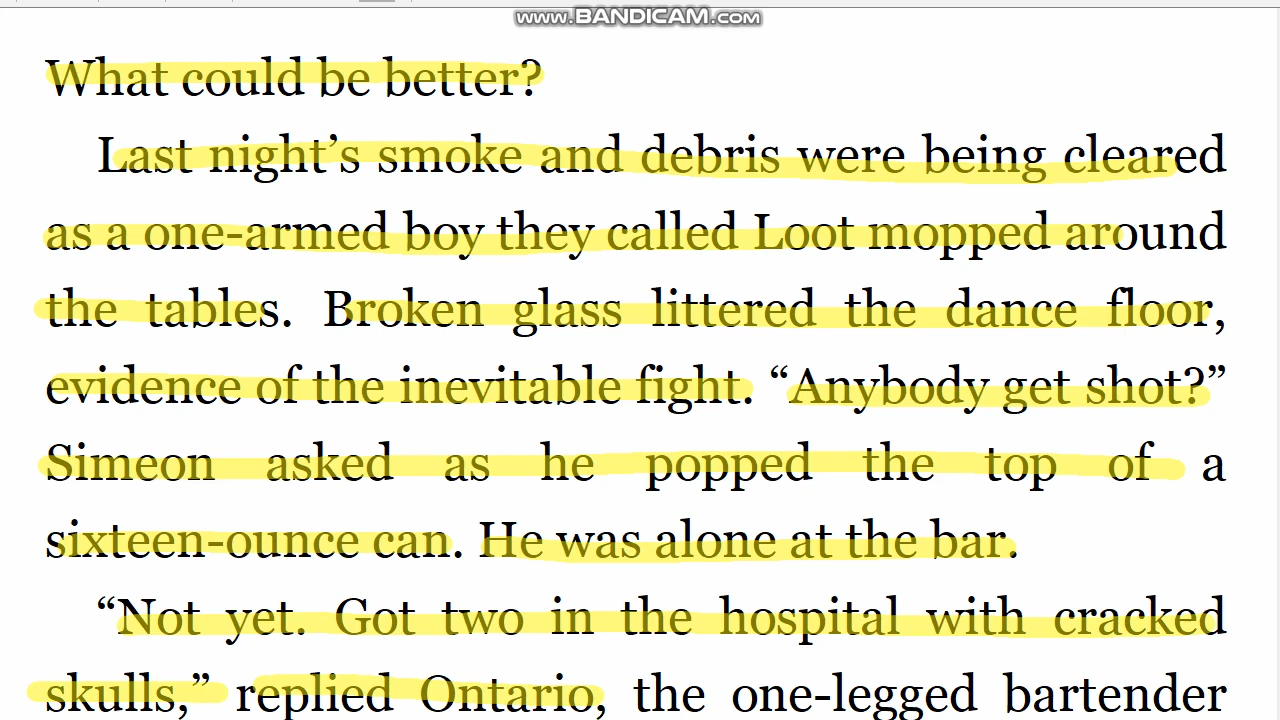 www.BANDICAM.com
What could be better?
Last night’s smoke and debris were being cleared
as a one-armed boy they called Loot mopped around
the tables. Broken glass littered the dance floor,
evidence of the inevitable fight. “Anybody get shot?”
Simeon asked as he popped the top of a
sixteen-ounce can. He was alone at the bar.
“Not yet. Got two in the hospital with cracked
skulls,” replied Ontario, the one-legged bartender